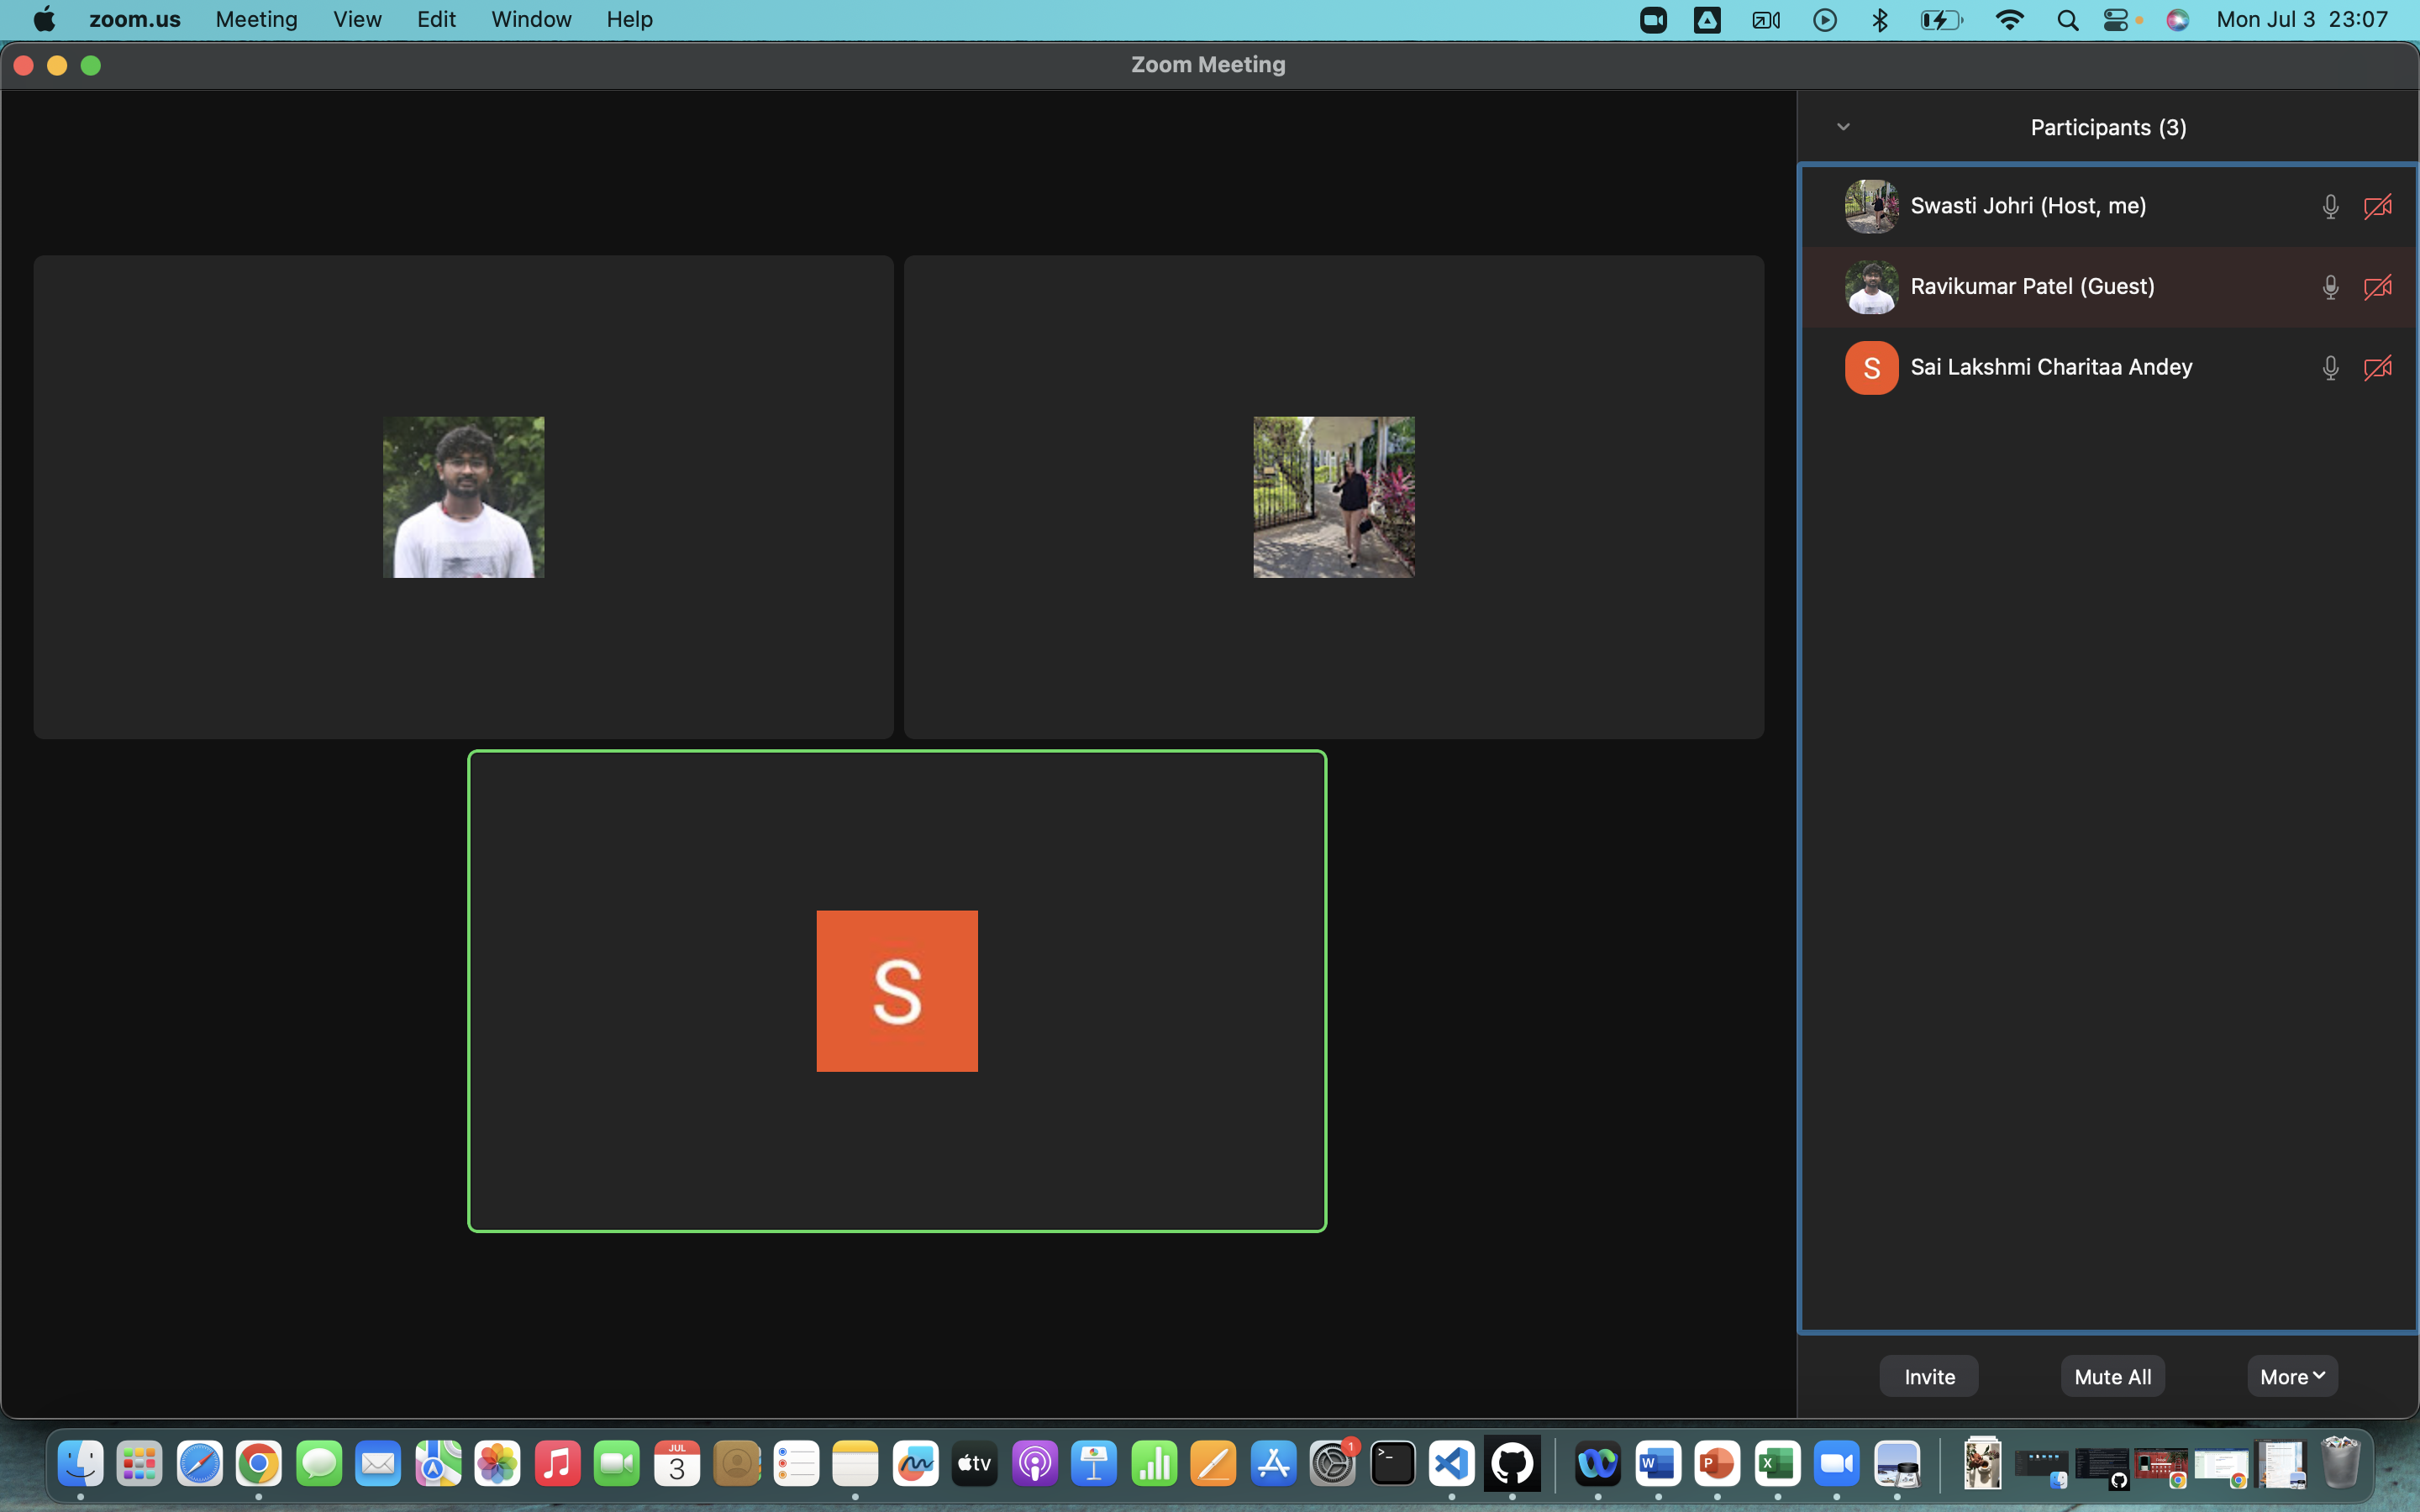 zoom.us Meeting View Edit Window Help Mon Jul 3 23:07
Zoom Meeting
Participants (3)
Swasti Johri (Host, me)
Ravikumar Patel (Guest)
S Sai Lakshmi Charitaa Andey
S
Invite Mute All More
JUL
3
tv
1
>_
W
P
X